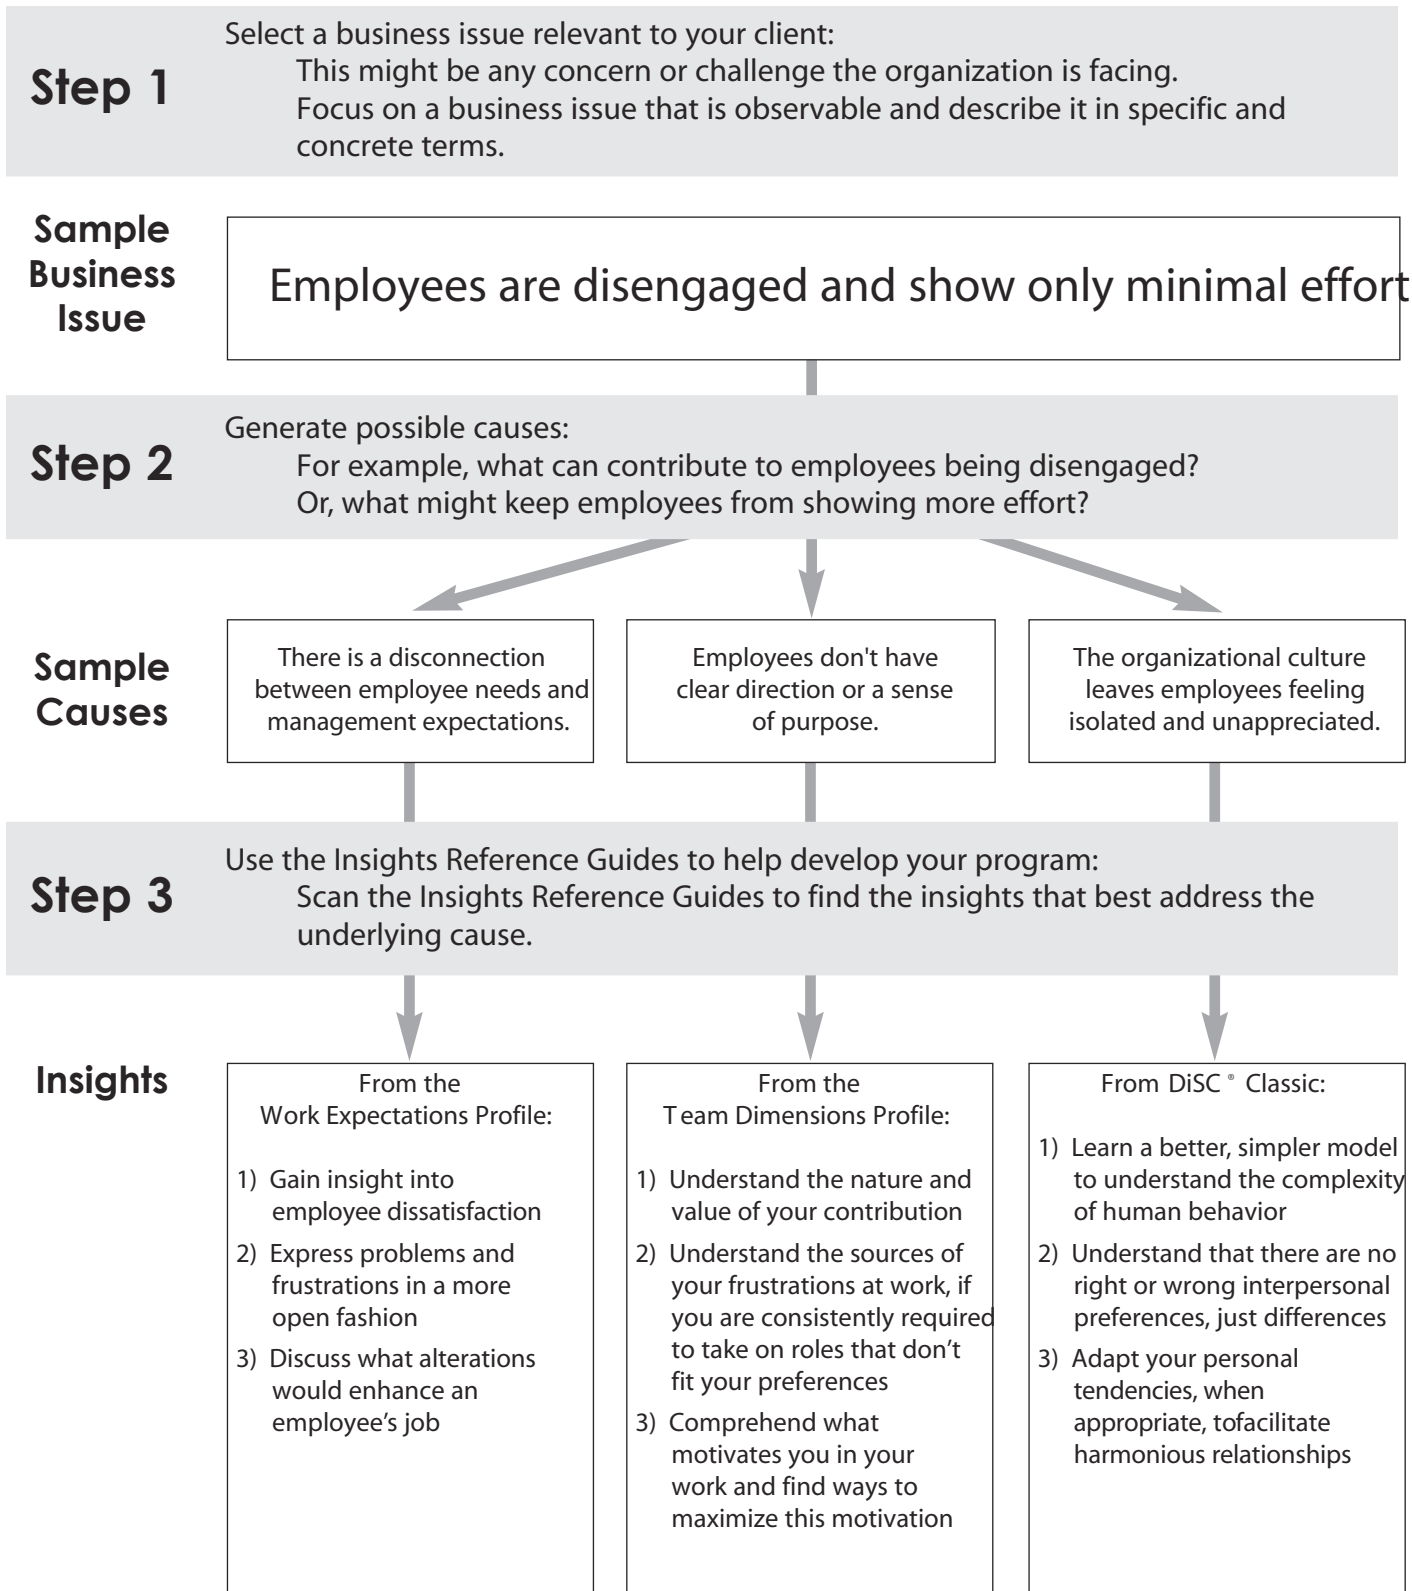 Step 1
Select a business issue relevant to your client:
This might be any concern or challenge the organization is facing.
Focus on a business issue that is observable and describe it in specific and
concrete terms.
Sample
Business
Issue
Employees are disengaged and show only minimal effort
Step 2
Generate possible causes:
For example, what can contribute to employees being disengaged?
Or, what might keep employees from showing more effort?
Sample
Causes
There is a disconnection
between employee needs and
management expectations.
Employees don't have
clear direction or a sense
of purpose.
The organizational culture
leaves employees feeling
isolated and unappreciated.
Step 3
Use the Insights Reference Guides to help develop your program:
Scan the Insights Reference Guides to find the insights that best address the
underlying cause.
Insights
From the
Work Expectations Profile:
1) Gain insight into
employee dissatisfaction
2) Express problems and
frustrations in a more
open fashion
3) Discuss what alterations
would enhance an
employee’s job
From the
Team Dimensions Profile:
1) Understand the nature and
value of your contribution
2) Understand the sources of
your frustrations at work, if
you are consistently required
to take on roles that don’t
fit your preferences
3) Comprehend what
motivates you in your
work and find ways to
maximize this motivation
From DiSC ® Classic:
1) Learn a better, simpler model
to understand the complexity
of human behavior
2) Understand that there are no
right or wrong interpersonal
preferences, just differences
3) Adapt your personal
tendencies, when
appropriate, tofacilitate
harmonious relationships